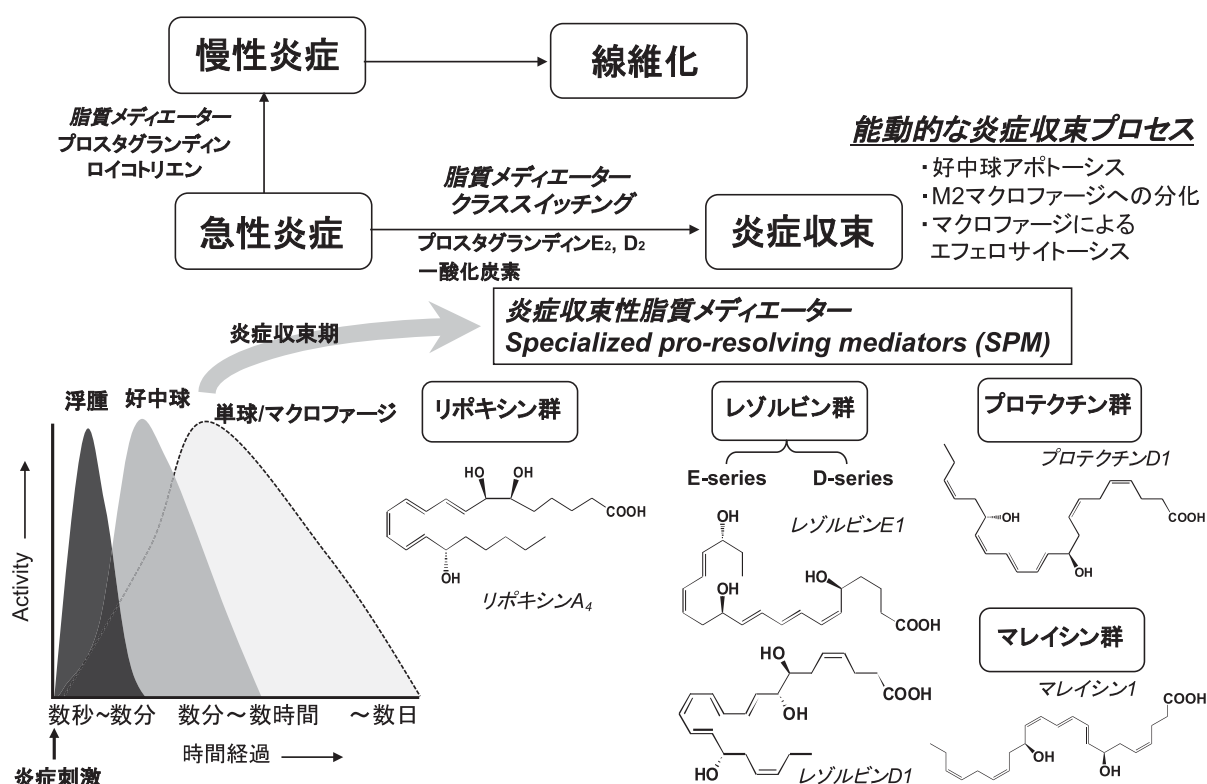 慢性炎症
線維化
脂質メディエーター
プロスタグランディン
ロイコトリエン
能動的な炎症収束プロセス
・好中球アポトーシス
・M2マクロファージへの分化
・マクロファージによる
エフェロサイトーシス
急性炎症
脂質メディエーター
クラススイッチング
プロスタグランディンE2, D2
一酸化炭素
炎症収束
炎症収束性脂質メディエーター
Specialized pro-resolving mediators (SPM)
炎症収束期
浮腫
好中球
単球/マクロファージ
Activity
数秒~数分
数分～数時間
～数日
時間経過
炎症刺激
リポキシン群
HO
OH
COOH
OH
リポキシンA4
レゾルビン群
E-series
D-series
レゾルビンE1
OH
OH
HO
COOH
HO
COOH
OH
HO
レゾルビンD1
プロテクチン群
プロテクチンD1
OH
COOH
OH
マレイシン群
マレイシン1
COOH
OH
OH